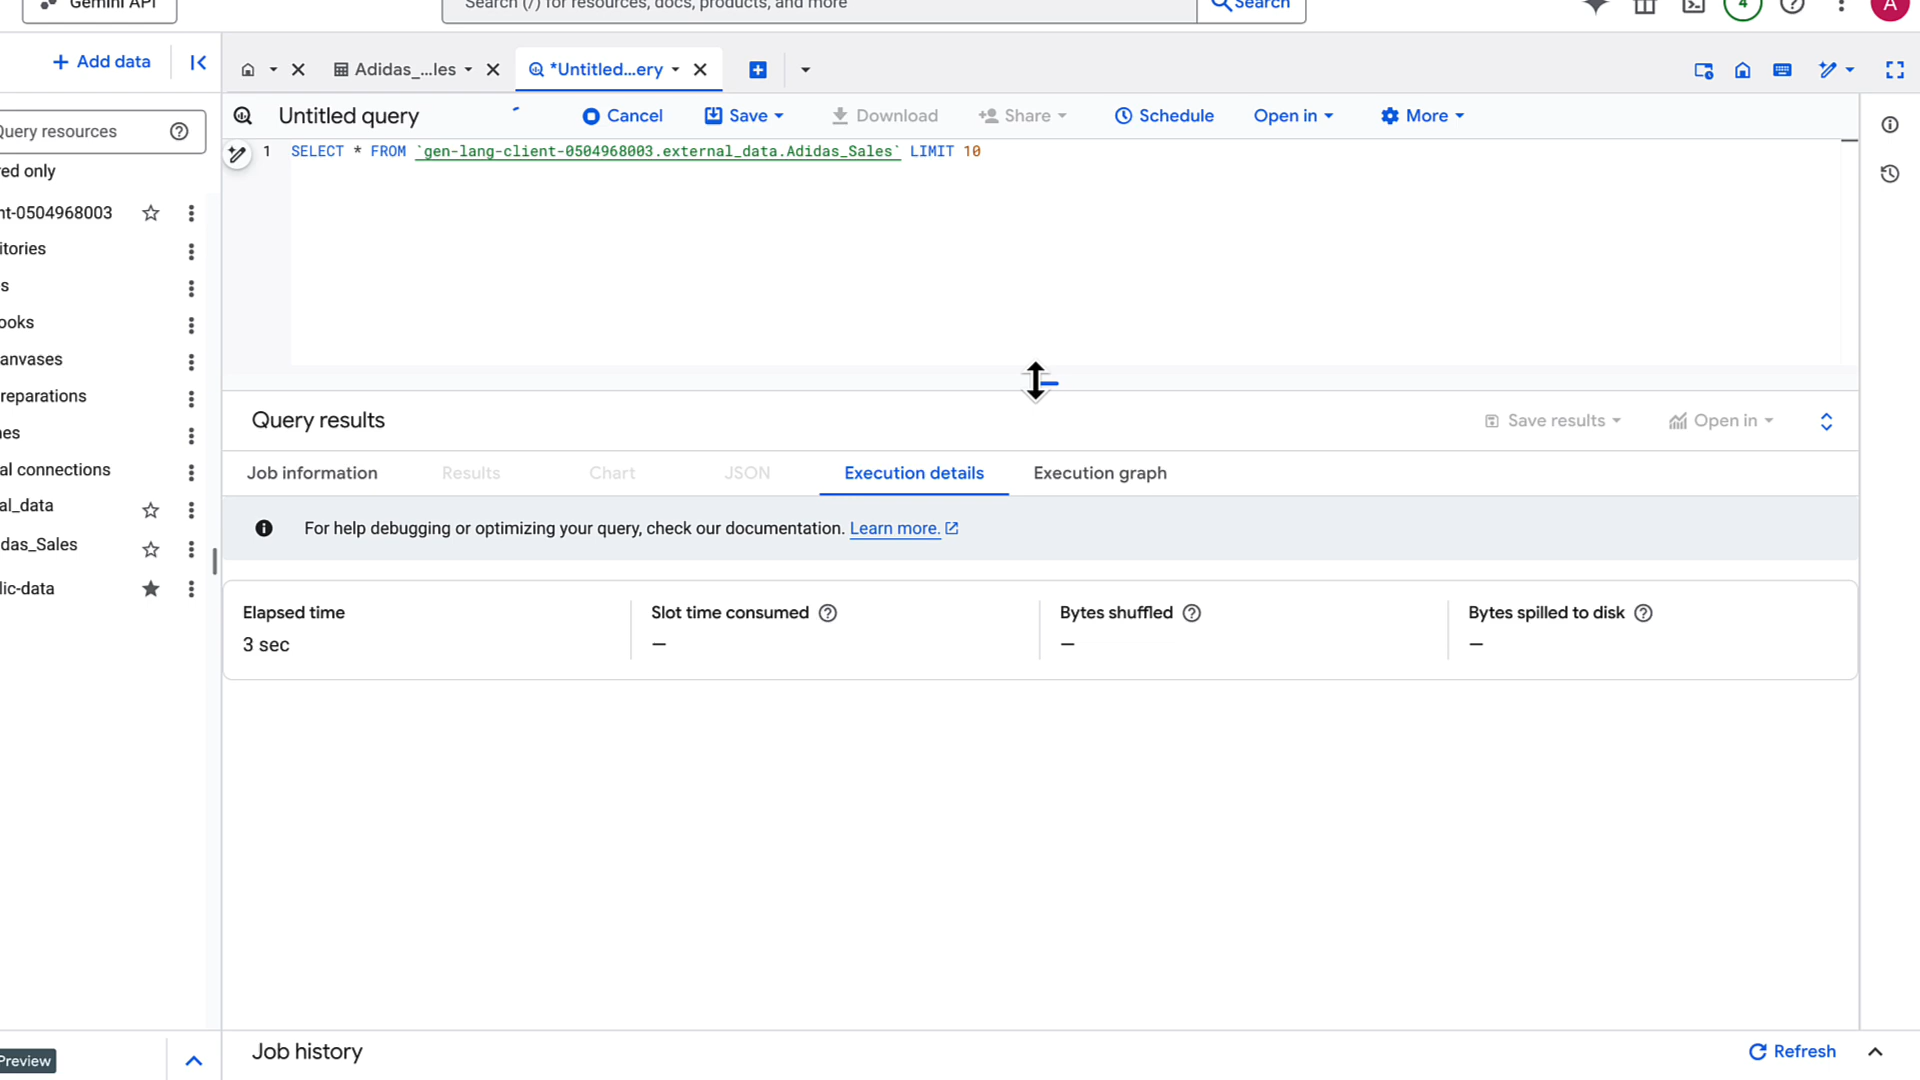 Gemini API
Search (/) for resources, docs, products, and more
Search
4
A
Add data
Adidas_...les
*Untitled...ery
Query resources
Untitled query
Cancel
Save
Download
Share
Schedule
Open in
More
1
SELECT * FROM `gen-lang-client-0504968003.external_data.Adidas_Sales` LIMIT 10
red only
nt-0504968003
itories
s
ooks
anvases
reparations
nes
al connections
al_data
das_Sales
lic-data
Query results
Save results
Open in
Job information
Results
Chart
JSON
Execution details
Execution graph
For help debugging or optimizing your query, check our documentation. Learn more.
Elapsed time
3 sec
Slot time consumed
—
Bytes shuffled
—
Bytes spilled to disk
—
Preview
Job history
Refresh